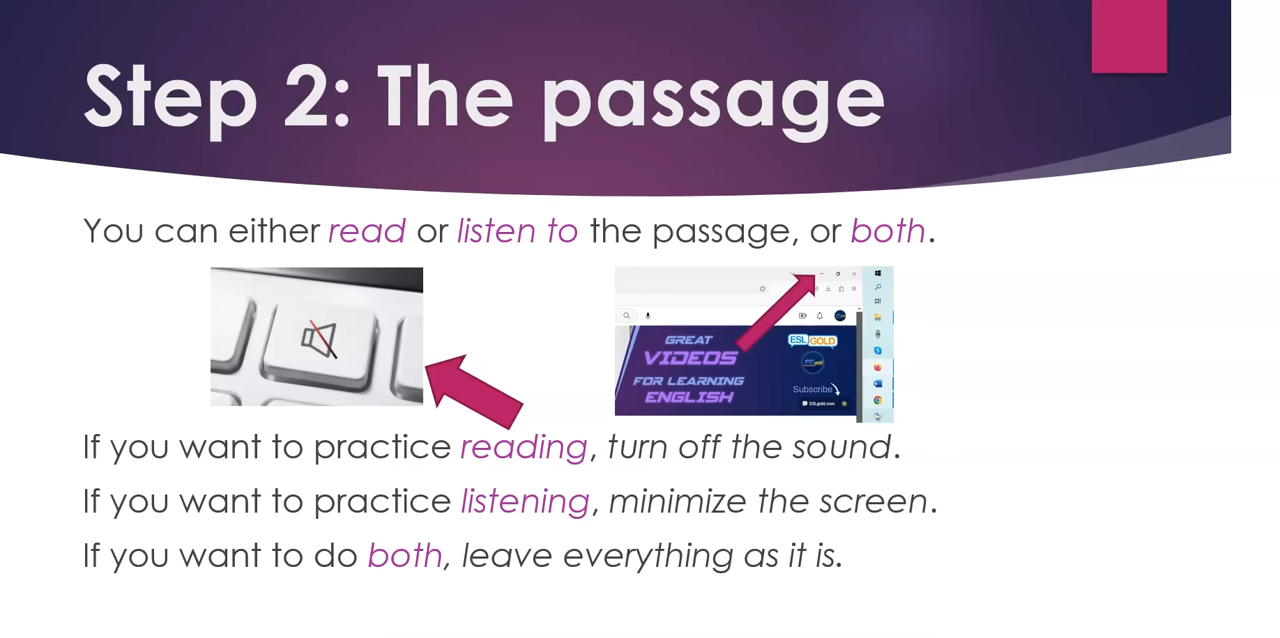 Step 2: The passage
You can either read or listen to the passage, or both.
GREAT
VIDEOS
FOR LEARNING
ENGLISH
ESL GOLD
Subscribe
ESLgold.com
If you want to practice reading, turn off the sound.
If you want to practice listening, minimize the screen.
If you want to do both, leave everything as it is.